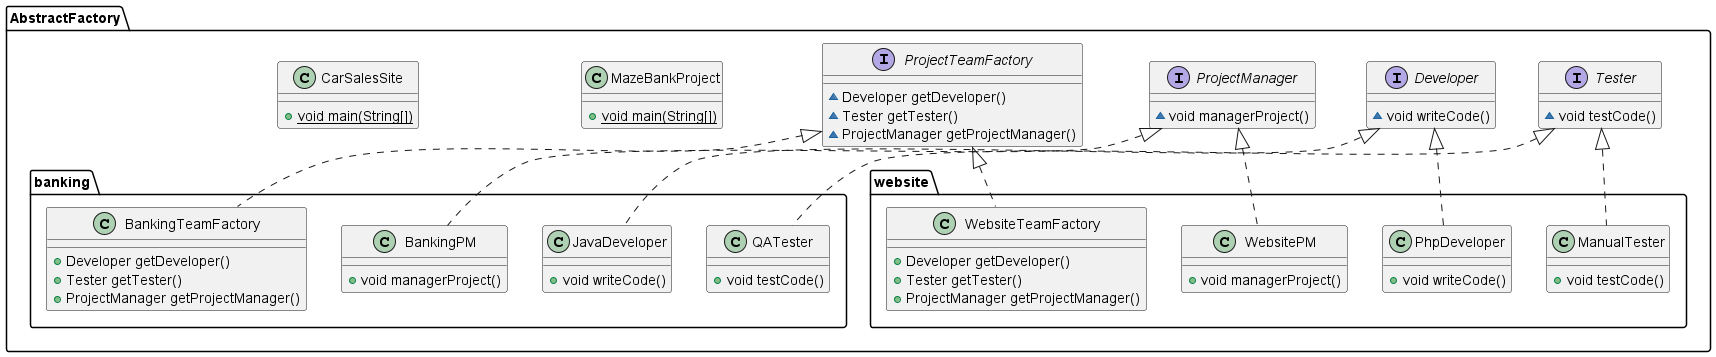 AbstractFactory
C CarSalesSite
void main(String[])
C MazeBankProject
void main(String[])
I ProjectTeamFactory
Developer getDeveloper()
Tester getTester()
ProjectManager getProjectManager()
I ProjectManager
void managerProject()
I Developer
void writeCode()
I Tester
void testCode()
banking
C BankingTeamFactory
Developer getDeveloper()
Tester getTester()
ProjectManager getProjectManager()
C BankingPM
void managerProject()
C JavaDeveloper
void writeCode()
C QATester
void testCode()
website
C WebsiteTeamFactory
Developer getDeveloper()
Tester getTester()
ProjectManager getProjectManager()
C WebsitePM
void managerProject()
C PhpDeveloper
void writeCode()
C ManualTester
void testCode()